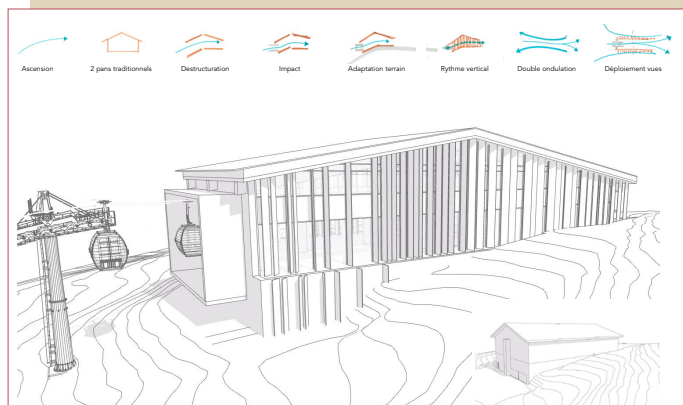 Ascension
2 pans traditionnels
Destructuration
Impact
Adaptation terrain
Rythme vertical
Double ondulation
Déploiement vues